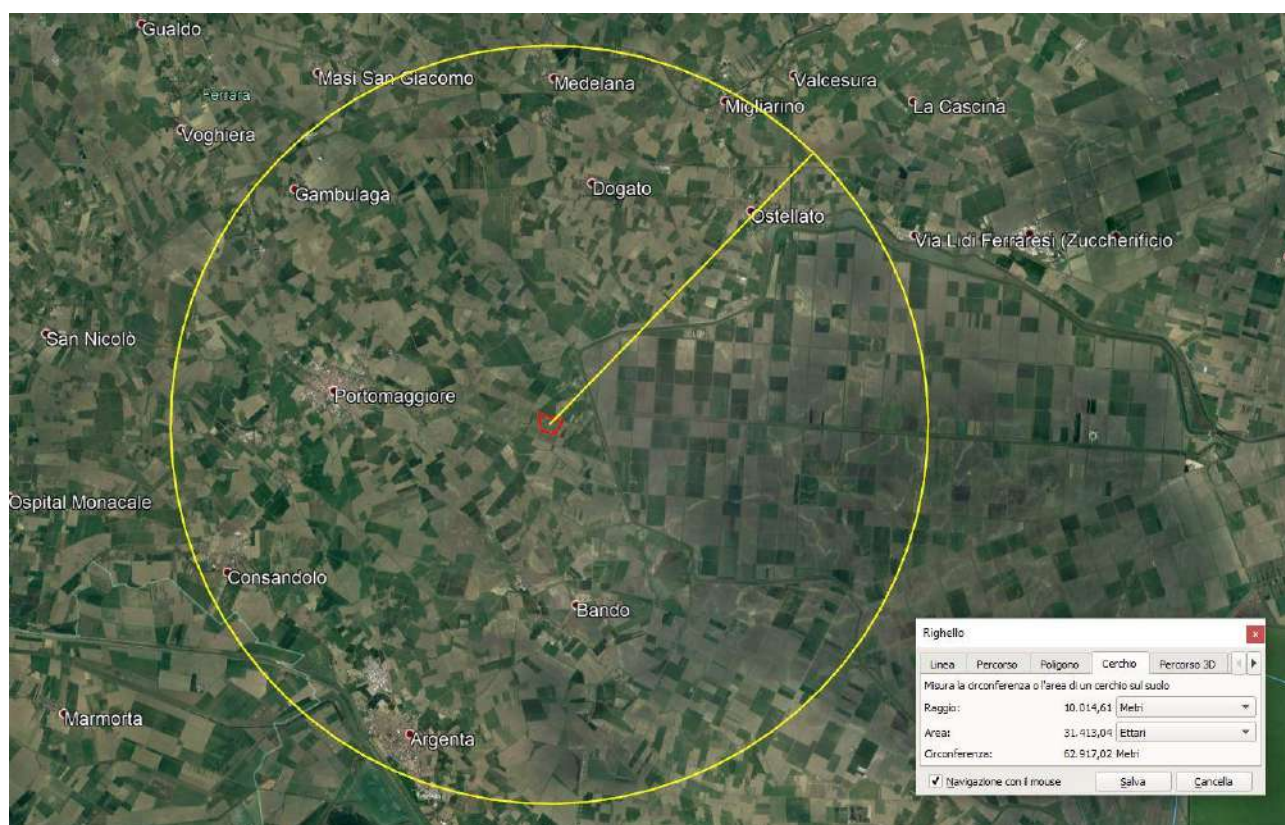 Gualdo
Masi San Giacomo
Medelana
Valcesura
Ferrara
Migliarino
La Cascina
Voghiera
Gambulaga
Dogato
Ostellato
Via Lidi Ferraresi (Zuccherificio
San Nicolò
Portomaggiore
Ospital Monacale
Consandolo
Bando
Marmorta
Argenta
Righello
Linea Percorso Poligono Cerchio Percorso 3D
Misura la circonferenza o l'area di un cerchio sul suolo
Raggio: 10.014,61 Metri
Area: 31.413,04 Ettari
Circonferenza: 62.917,02 Metri
Navigazione con il mouse Salva Cancella